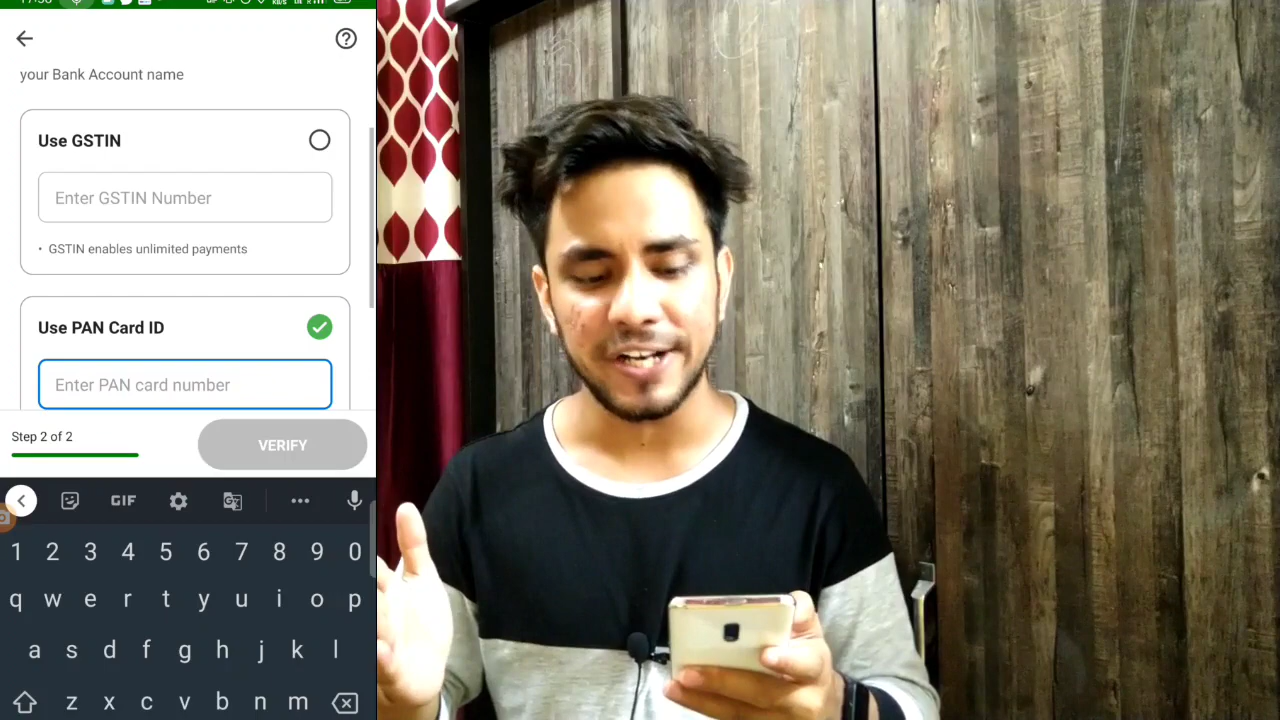 your Bank Account name
Use GSTIN
Enter GSTIN Number
• GSTIN enables unlimited payments
Use PAN Card ID
Enter PAN card number
Step 2 of 2
VERIFY
GIF
1 2 3 4 5 6 7 8 9 0
q w e r t y u i o p
a s d f g h j k l
z x c v b n m